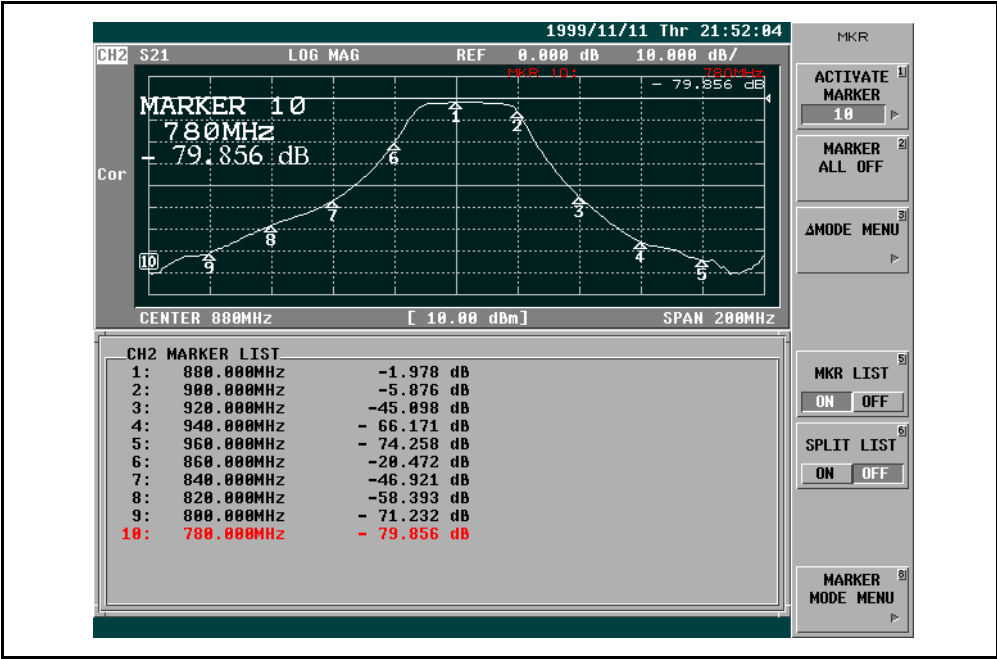 1999/11/11 Thr 21:52:04
CH2 S21 LOG MAG REF 0.000 dB 10.000 dB/
MKR 10: 780MHz
- 79.856 dB
MARKER 10
780MHz
- 79.856 dB
Cor
1
2
3
4
5
6
7
8
9
10
CENTER 880MHz [ 10.00 dBm] SPAN 200MHz
CH2 MARKER LIST
1: 880.000MHz -1.978 dB
2: 900.000MHz -5.876 dB
3: 920.000MHz -45.098 dB
4: 940.000MHz - 66.171 dB
5: 960.000MHz - 74.258 dB
6: 860.000MHz -20.472 dB
7: 840.000MHz -46.921 dB
8: 820.000MHz -58.393 dB
9: 800.000MHz - 71.232 dB
10: 780.000MHz - 79.856 dB
MKR
ACTIVATE 1
MARKER
10
MARKER 2
ALL OFF
3
ΔMODE MENU
5
MKR LIST
ON OFF
6
SPLIT LIST
ON OFF
MARKER 8
MODE MENU